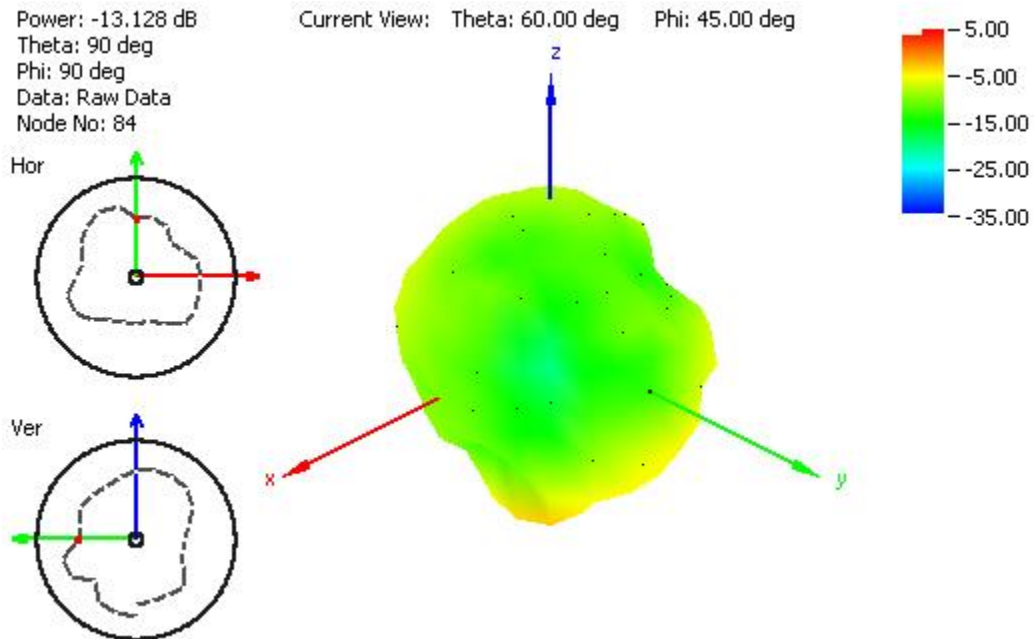 Power: -13.128 dB
Theta: 90 deg
Phi: 90 deg
Data: Raw Data
Node No: 84
Current View: Theta: 60.00 deg Phi: 45.00 deg
z
5.00
-5.00
-15.00
-25.00
-35.00
Hor
Ver
x
y